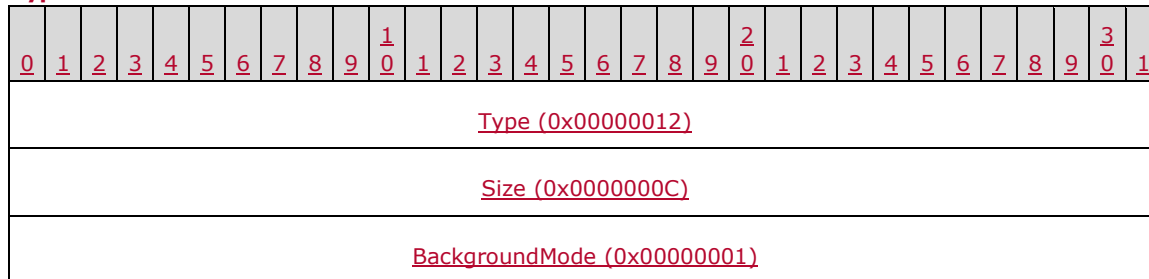 1 2 3
0 1 2 3 4 5 6 7 8 9 0 1 2 3 4 5 6 7 8 9 0 1 2 3 4 5 6 7 8 9 0 1
Type (0x00000012)
Size (0x0000000C)
BackgroundMode (0x00000001)